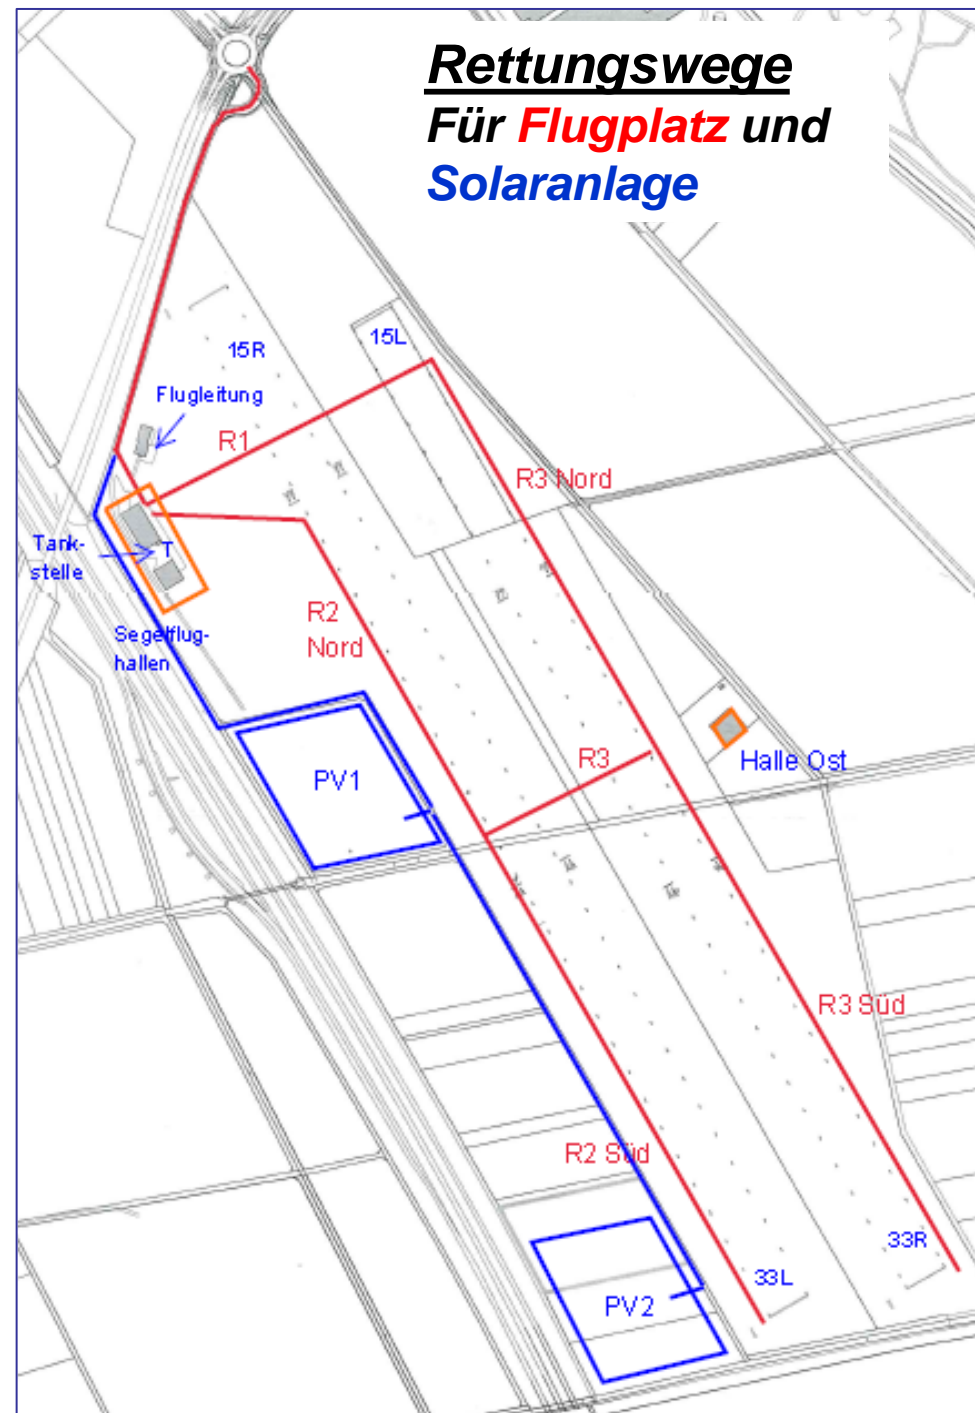 Rettungswege
Für Flugplatz und
Solaranlage
15R
15L
Flugleitung
R1
R3 Nord
Tank-
stelle
T
R2
Nord
Segelflug-
hallen
PV1
R3
Halle Ost
R3 Süd
R2 Süd
33R
33L
PV2